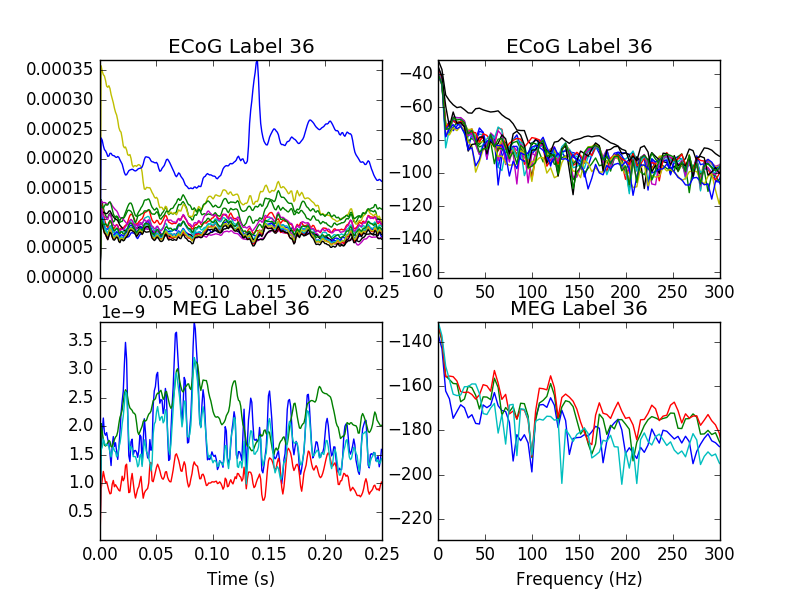 ECoG Label 36
0.00035
0.00030
0.00025
0.00020
0.00015
0.00010
0.00005
0.00000
0.00 0.05 0.10 0.15 0.20 0.25
ECoG Label 36
−40
−60
−80
−100
−120
−140
−160
0 50 100 150 200 250 300
MEG Label 36
1e−9
3.5
3.0
2.5
2.0
1.5
1.0
0.5
0.00 0.05 0.10 0.15 0.20 0.25
Time (s)
MEG Label 36
−140
−160
−180
−200
−220
0 50 100 150 200 250 300
Frequency (Hz)